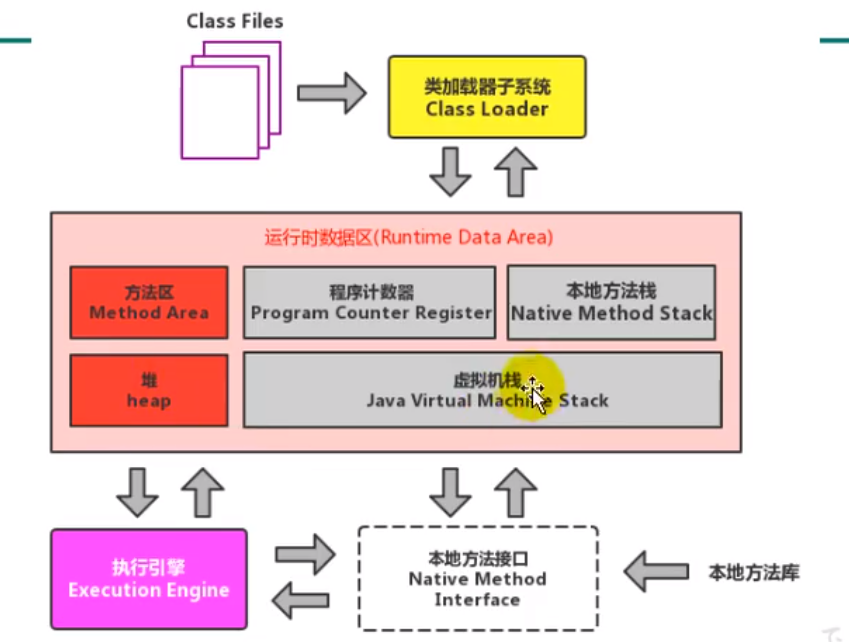 Class Files
类加载器子系统
Class Loader
运行时数据区(Runtime Data Area)
方法区
Method Area
程序计数器
Program Counter Register
本地方法栈
Native Method Stack
堆
heap
虚拟机栈
Java Virtual Machine Stack
执行引擎
Execution Engine
本地方法接口
Native Method
Interface
本地方法库